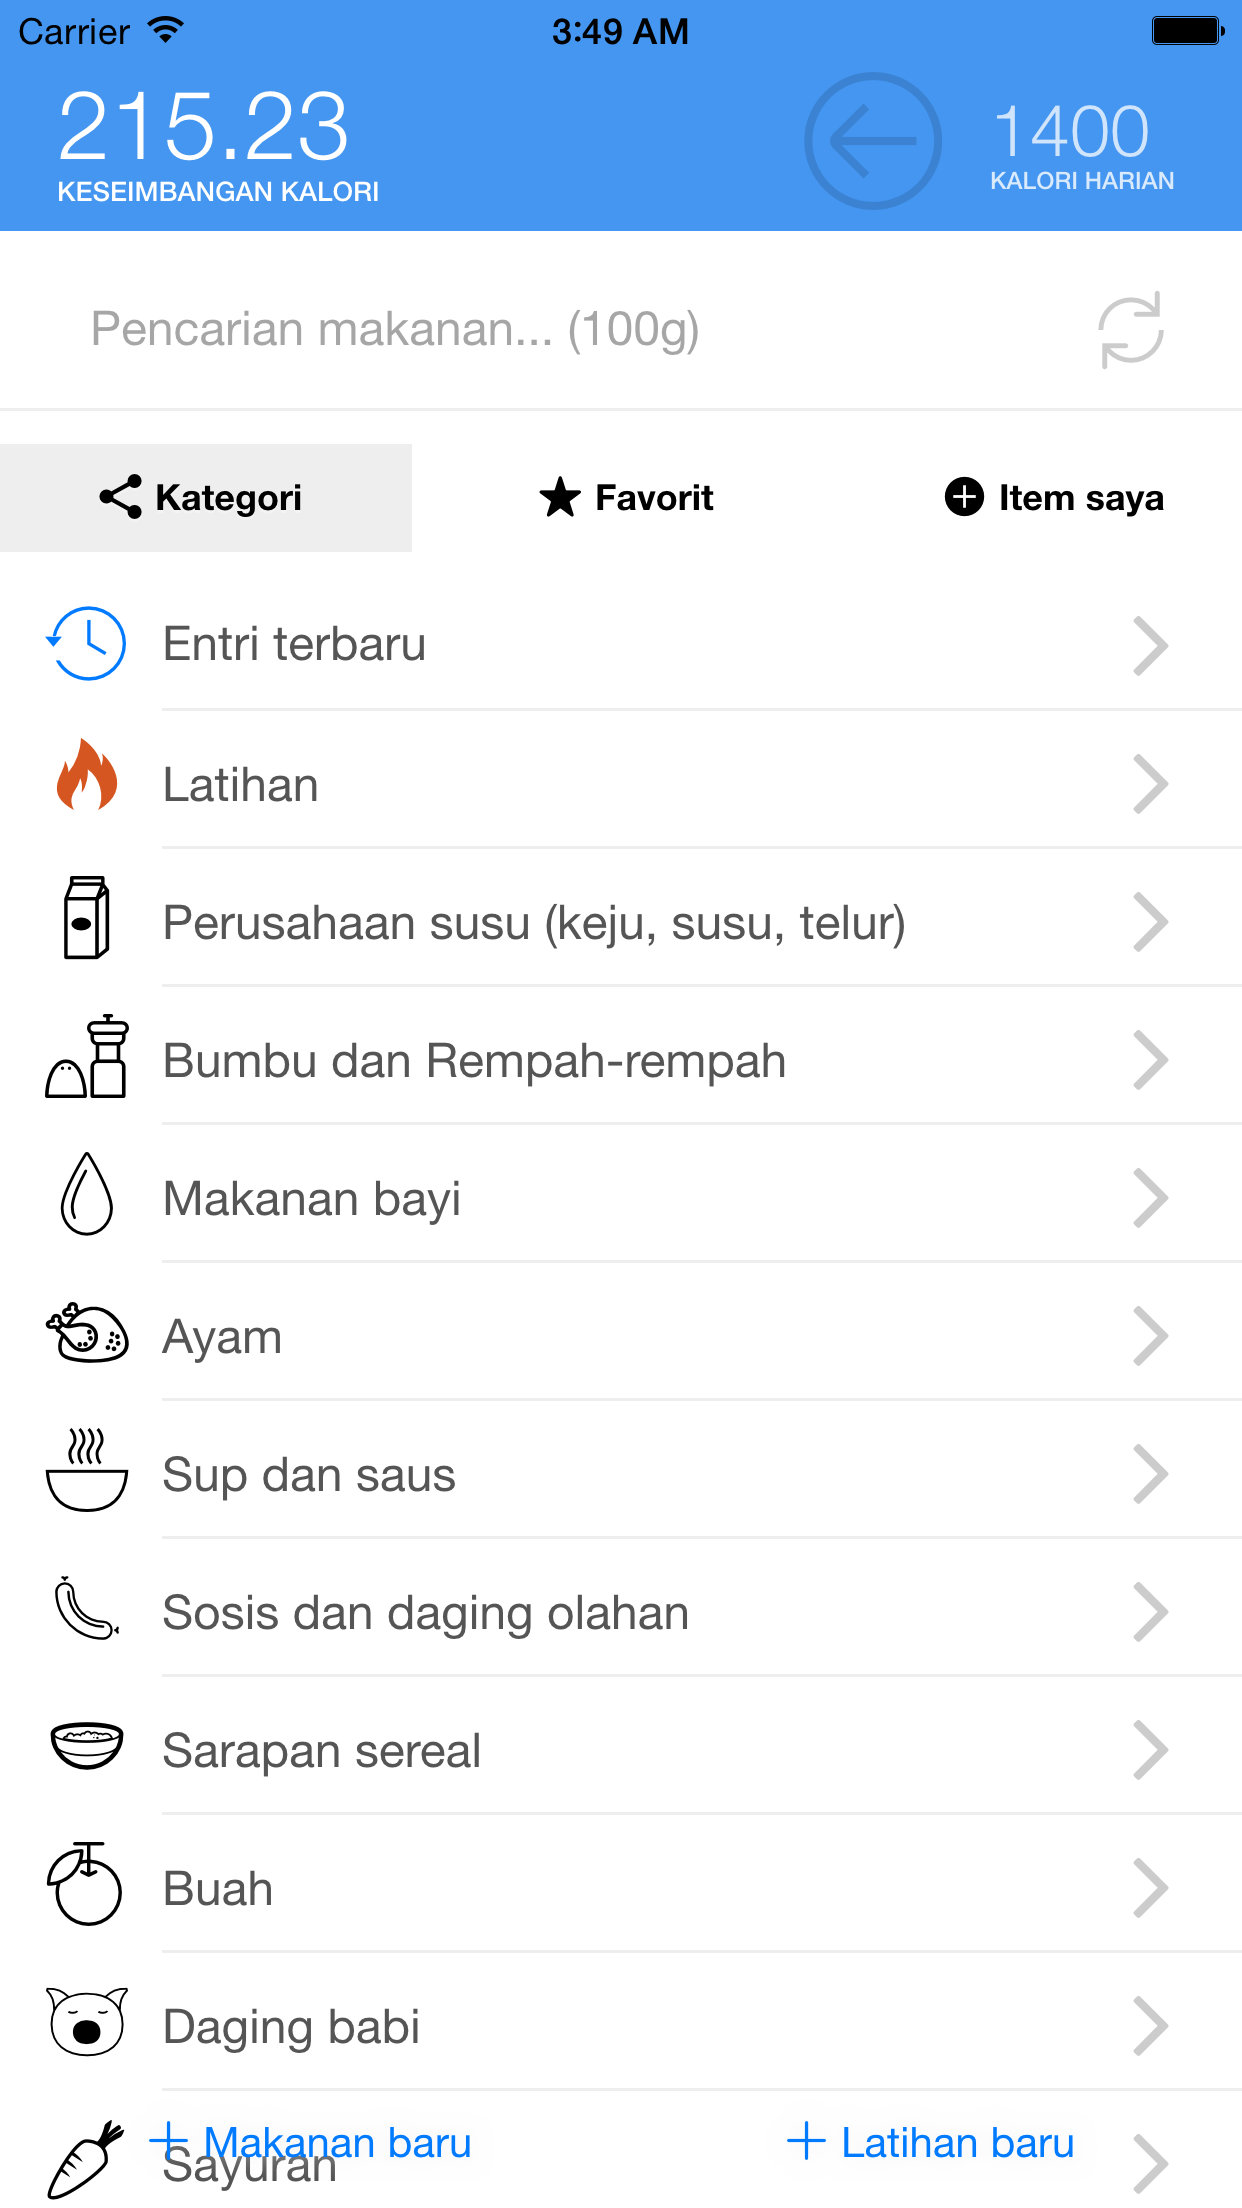 Carrier 3:49 AM
215.23 1400
KESEIMBANGAN KALORI KALORI HARIAN
Pencarian makanan... (100g)
Kategori Favorit Item saya
Entri terbaru
Latihan
Perusahaan susu (keju, susu, telur)
Bumbu dan Rempah-rempah
Makanan bayi
Ayam
Sup dan saus
Sosis dan daging olahan
Sarapan sereal
Buah
Daging babi
+ Makanan baru + Latihan baru
Sayuran